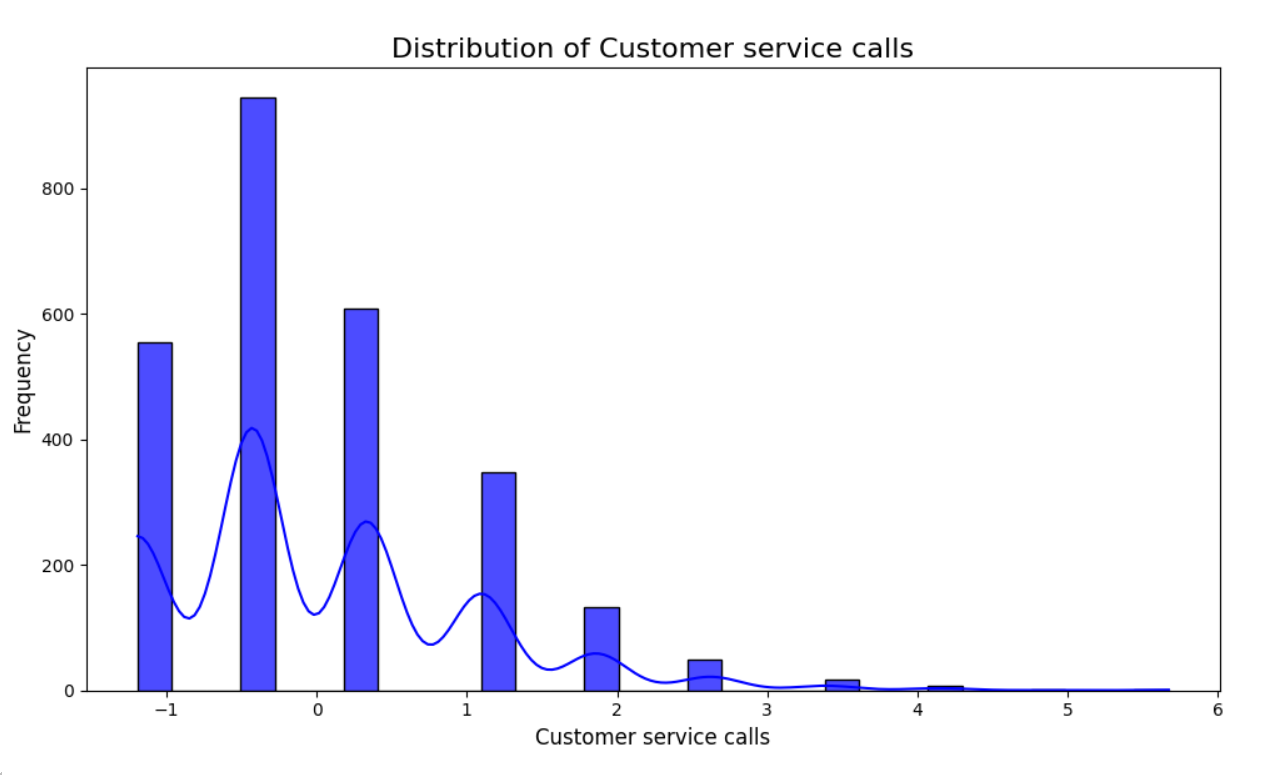 Distribution of Customer service calls
Frequency
800
600
400
200
0
−1 0 1 2 3 4 5 6
Customer service calls